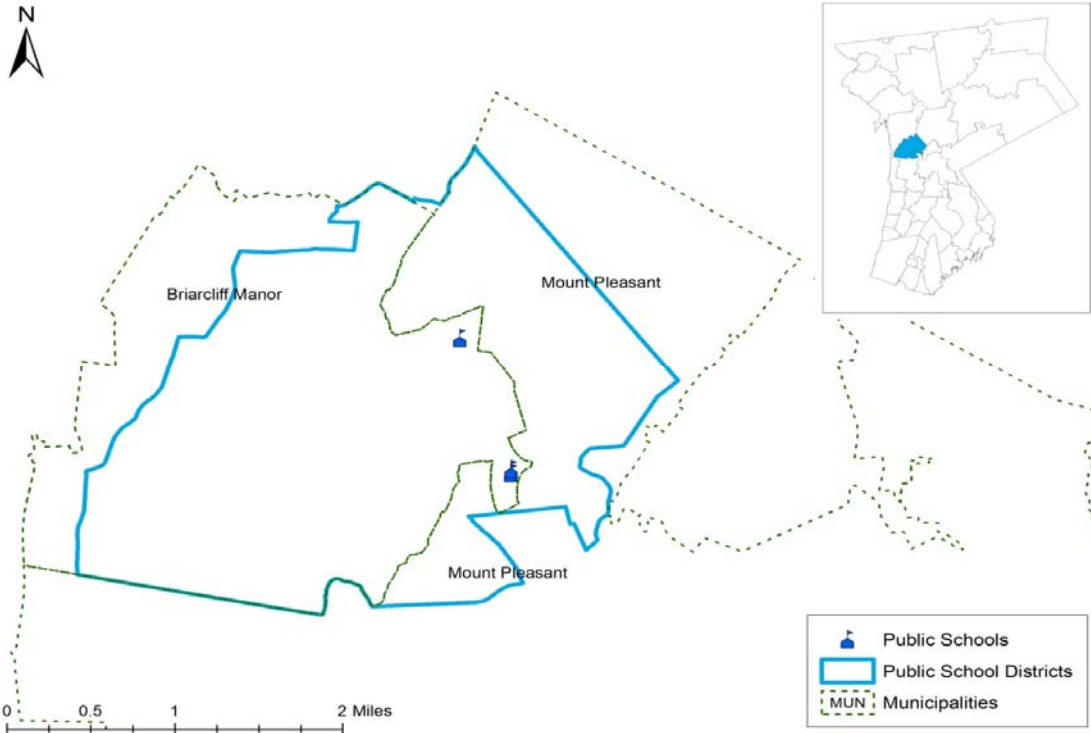 N
Briarcliff Manor
Mount Pleasant
Mount Pleasant
0 0.5 1 2 Miles
Public Schools
Public School Districts
MUN Municipalities